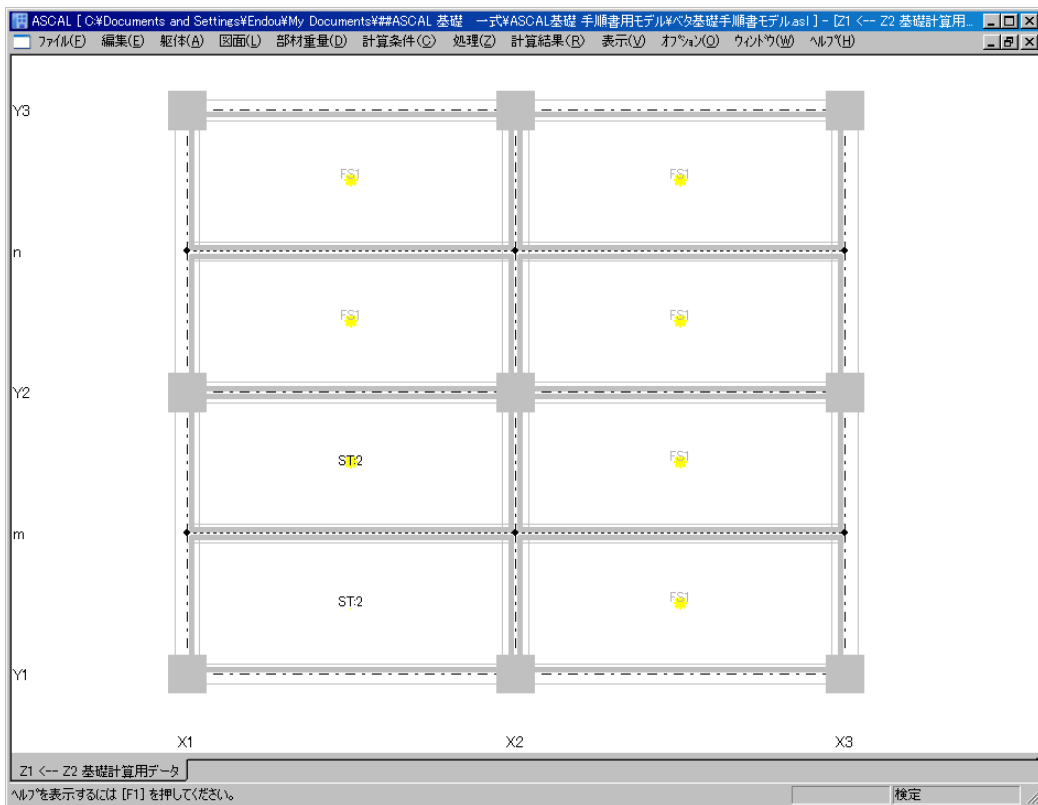 ASCAL [ C:¥Documents and Settings¥Endou¥My Documents¥##ASCAL 基礎　一式¥ASCAL基礎 手順書用モデル¥ベタ基礎手順書モデル.asl ] - [Z1 <-- Z2 基礎計算用...
ファイル(F) 編集(E) 躯体(A) 図面(L) 部材重量(D) 計算条件(C) 処理(Z) 計算結果(R) 表示(V) オプション(O) ウィンドウ(W) ヘルプ(H)
Y3
FS1 FS1
n
FS1 FS1
Y2
ST:2 FS1
m
ST:2 FS1
Y1
X1 X2 X3
Z1 <-- Z2 基礎計算用データ
ヘルプを表示するには [F1] を押してください。 検定